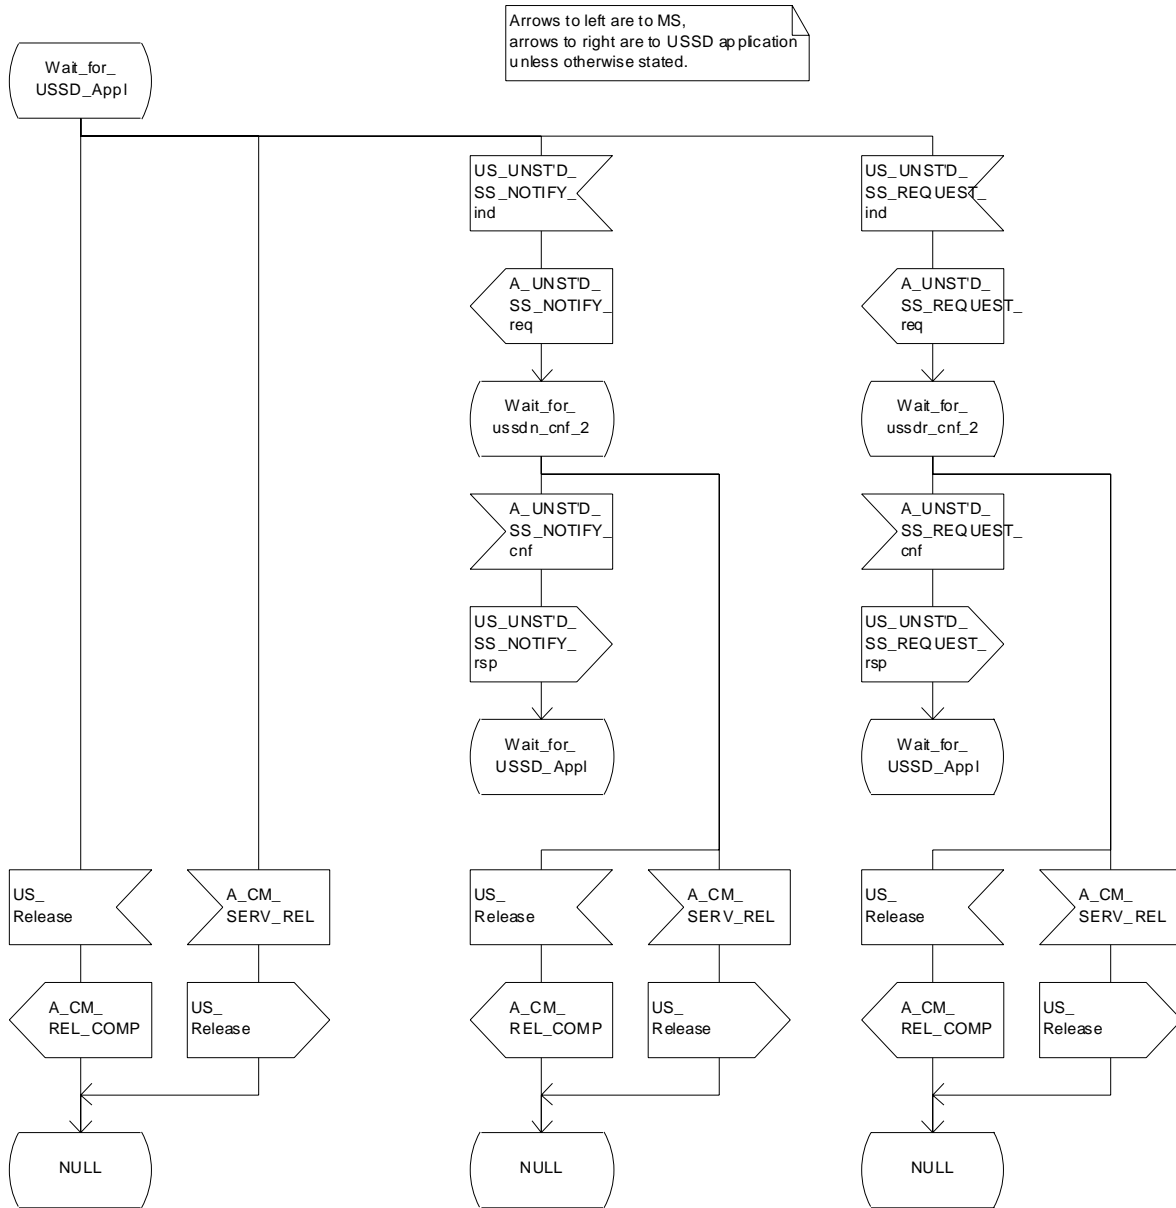 Arrows to left are to MS,
arrows to right are to USSD application
unless otherwise stated.
Wait_for_
USSD_Appl
US_UNST'D_
SS_NOTIFY_
ind
US_UNST'D_
SS_REQUEST_
ind
A_UNST'D_
SS_NOTIFY_
req
A_UNST'D_
SS_REQUEST_
req
Wait_for_
ussdn_cnf_2
Wait_for_
ussdr_cnf_2
A_UNST'D_
SS_NOTIFY_
cnf
A_UNST'D_
SS_REQUEST_
cnf
US_UNST'D_
SS_NOTIFY_
rsp
US_UNST'D_
SS_REQUEST_
rsp
Wait_for_
USSD_Appl
Wait_for_
USSD_Appl
US_
Release
A_CM_
SERV_REL
US_
Release
A_CM_
SERV_REL
US_
Release
A_CM_
SERV_REL
A_CM_
REL_COMP
US_
Release
A_CM_
REL_COMP
US_
Release
A_CM_
REL_COMP
US_
Release
NULL
NULL
NULL